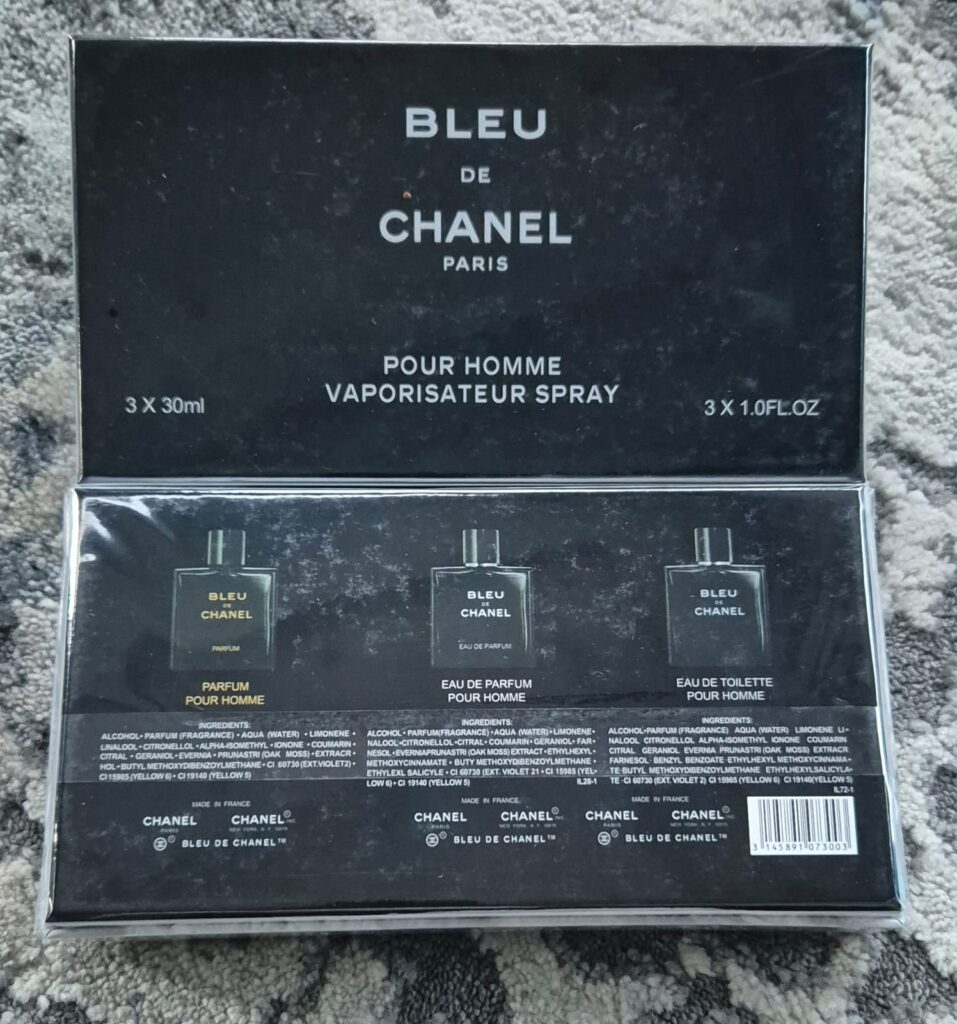 BLEU
DE
CHANEL
PARIS
POUR HOMME
VAPORISATEUR SPRAY
3 X 30ml
3 X 1.0FL.OZ
BLEU
DE
CHANEL
PARFUM
PARFUM
POUR HOMME
BLEU
DE
CHANEL
EAU DE PARFUM
EAU DE PARFUM
POUR HOMME
BLEU
DE
CHANEL
EAU DE TOILETTE
POUR HOMME
INGREDIENTS:
ALCOHOL• PARFUM (FRAGRANCE) • AQUA (WATER) • LIMONENE •
LINALOOL • CITRONELLOL • ALPHA-ISOMETHYL • IONONE • COUMARIN •
CITRAL • GERANIOL • EVERNIA • PRUNASTRI (OAK MOSS) • EXTRACR •
HOL • BUTYL METHOXYDIBENZOYLMETHANE • CI 60730 (EXT.VIOLET2) •
CI 15985 (YELLOW 6) • CI 19140 (YELLOW 5)
INGREDIENTS:
ALCOHOL • PARFUM(FRAGRANCE) • AQUA (WATER) • LIMONENE•
NALOOL•CITRONELLOL • CITRAL • COUMARIN • GERANIOL• FAR-
NESOL • EVERNIAPRUNASTRI (OAK MOSS) EXTRACT•ETHYLHEXYL
METHOXYCINNAMATE • BUTY METHOXYDIBENZOYLMETHANE •
ETHYLEXL SALICYLE • CI 60730 (EXT. VIOLET 21 • CI 15985 (YEL-
LOW 6) • CI 19140 (YELLOW 5)
IL28-1
INGREDIENTS:
ALCOHOL-PARFUM (FRAGRANCE) AQUA (WATER) LIMONENE LI-
NALOOL CITRONELLOL ALPHA-ISOMETHYL IONONE COUMARIN
CITRAL GERANIOL EVERNIA PRUNASTRI (OAK MOSS) EXTRACR
FARNESOL· BENZYL BENZOATE ·ETHYLHEXYL METHOXYCINNAMA-
TE·BUTYL METHODIBENZOYLMETHANE ETHYLHEXYLSALICYLA-
TE· CI 60730 (EXT. VIOLET 2) CI 15985 (YELLOW 6) CI 19140(YELLOW 5)
IL72-1
MADE IN FRANCE
CHANEL
PARIS
CHANEL® INC
NEW YORK, N.Y. 10019
® BLEU DE CHANEL™
MADE IN FRANCE
CHANEL
PARIS
CHANEL® INC
NEW YORK, N.Y. 10019
® BLEU DE CHANEL™
MADE IN FRANCE
CHANEL
PARIS
CHANEL®
NEW YORK, N.Y. 10019
® BLEU DE CHANEL™
3 145891 073003